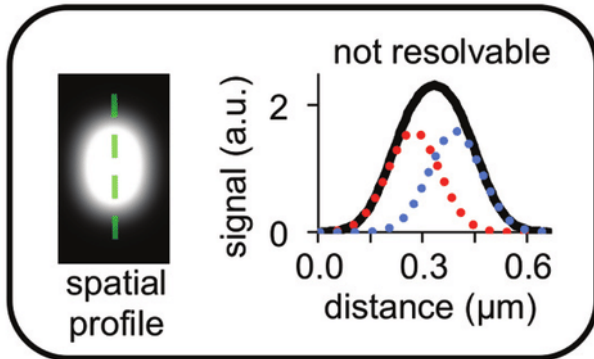 not resolvable
signal (a.u.)
2
0
0.0 0.3 0.6
distance (µm)
spatial
profile